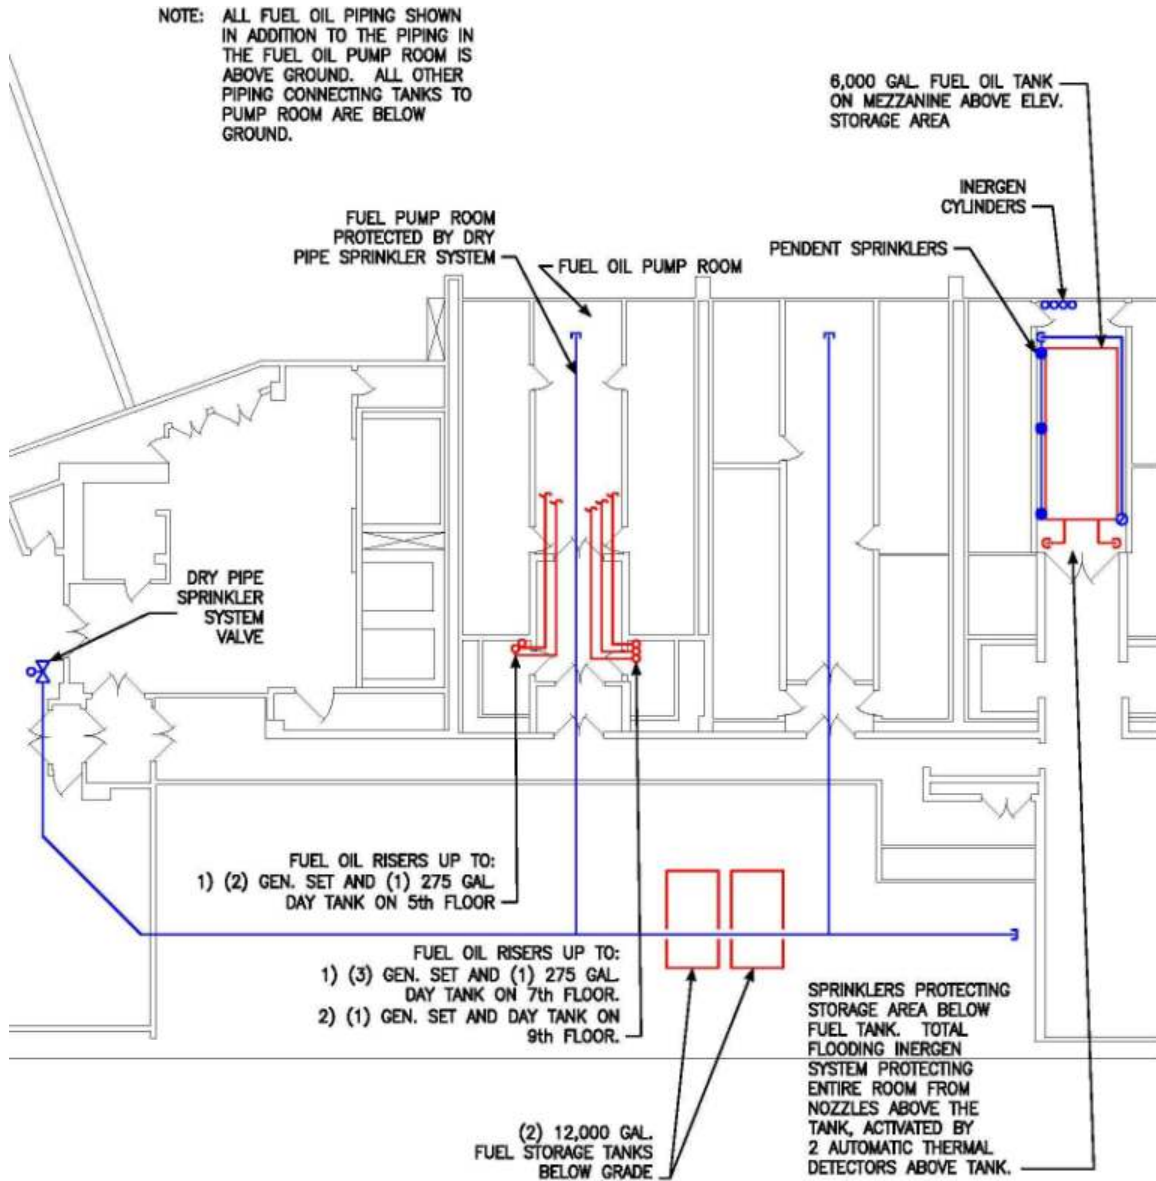 NOTE: ALL FUEL OIL PIPING SHOWN
IN ADDITION TO THE PIPING IN
THE FUEL OIL PUMP ROOM IS
ABOVE GROUND. ALL OTHER
PIPING CONNECTING TANKS TO
PUMP ROOM ARE BELOW
GROUND.
6,000 GAL. FUEL OIL TANK
ON MEZZANINE ABOVE ELEV.
STORAGE AREA
INERGEN
CYLINDERS
PENDENT SPRINKLERS
FUEL PUMP ROOM
PROTECTED BY DRY
PIPE SPRINKLER SYSTEM
FUEL OIL PUMP ROOM
DRY PIPE
SPRINKLER
SYSTEM
VALVE
FUEL OIL RISERS UP TO:
1) (2) GEN. SET AND (1) 275 GAL.
DAY TANK ON 5th FLOOR
FUEL OIL RISERS UP TO:
1) (3) GEN. SET AND (1) 275 GAL.
DAY TANK ON 7th FLOOR.
2) (1) GEN. SET AND DAY TANK ON
9th FLOOR.
(2) 12,000 GAL.
FUEL STORAGE TANKS
BELOW GRADE
SPRINKLERS PROTECTING
STORAGE AREA BELOW
FUEL TANK. TOTAL
FLOODING INERGEN
SYSTEM PROTECTING
ENTIRE ROOM FROM
NOZZLES ABOVE THE
TANK, ACTIVATED BY
2 AUTOMATIC THERMAL
DETECTORS ABOVE TANK.